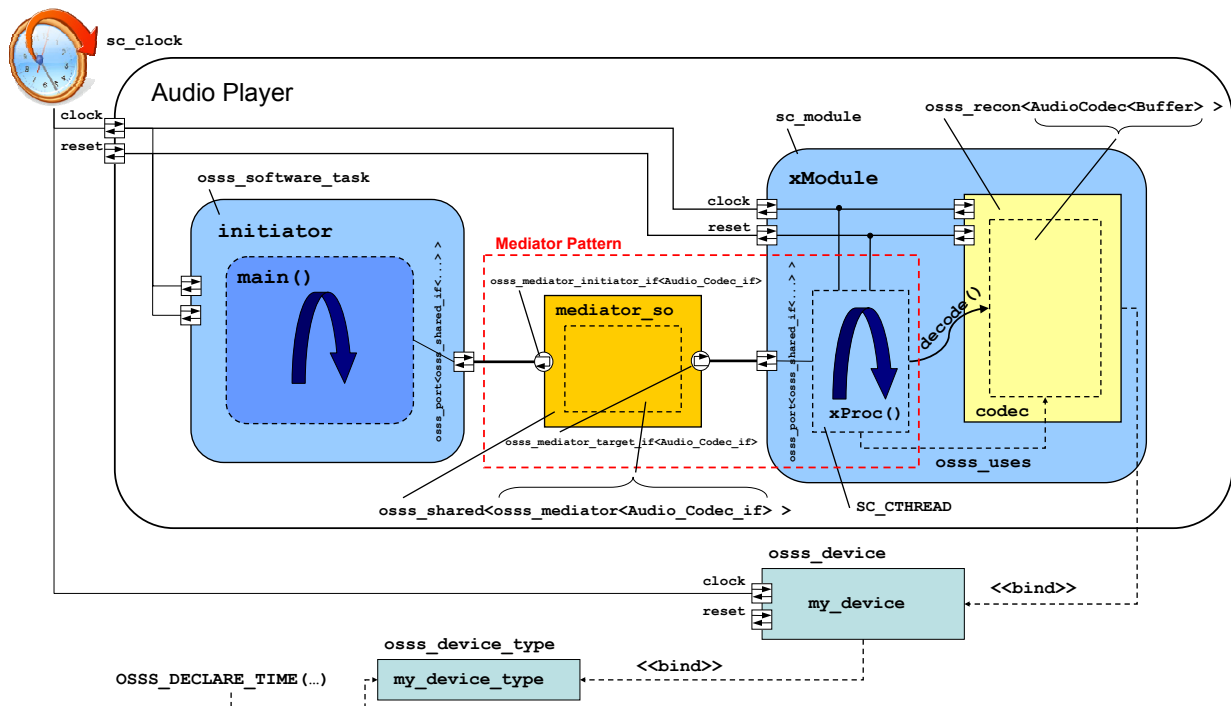 sc_clock
Audio Player
clock
reset
osss_recon<AudioCodec<Buffer> >
sc_module
xModule
osss_software_task
initiator
main()
osss_port<osss_shared_if<...> >
Mediator Pattern
osss_mediator_initiator_if<Audio_Codec_if>
mediator_so
osss_mediator_target_if<Audio_Codec_if>
osss_shared<osss_mediator<Audio_Codec_if> >
clock
reset
osss_port<osss_shared_if<...> >
xProc()
decode()
codec
osss_uses
SC_CTHREAD
osss_device
clock
reset
my_device
<<bind>>
osss_device_type
my_device_type
<<bind>>
OSSS_DECLARE_TIME(…)